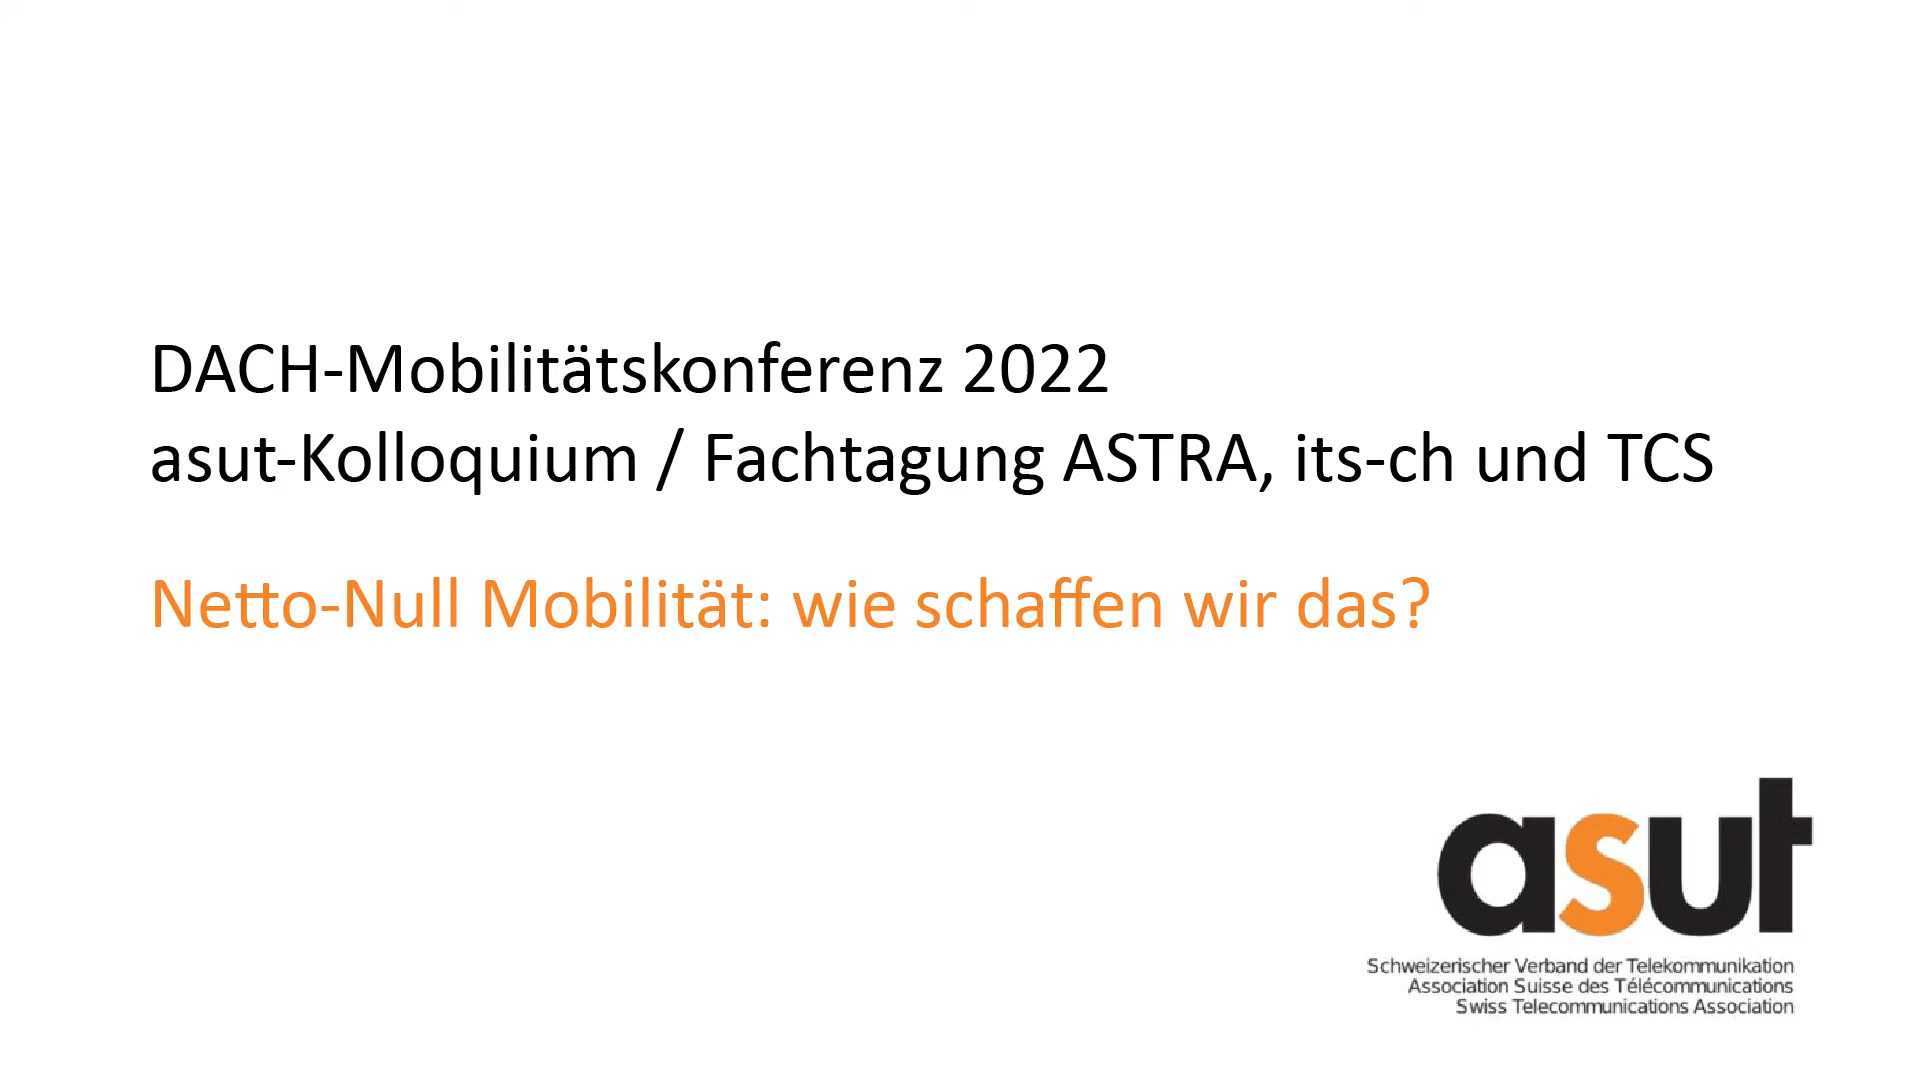 DACH-Mobilitätskonferenz 2022
asut-Kolloquium / Fachtagung ASTRA, its-ch und TCS
Netto-Null Mobilität: wie schaffen wir das?
asut
Schweizerischer Verband der Telekommunikation
Association Suisse des Télécommunications
Swiss Telecommunications Association